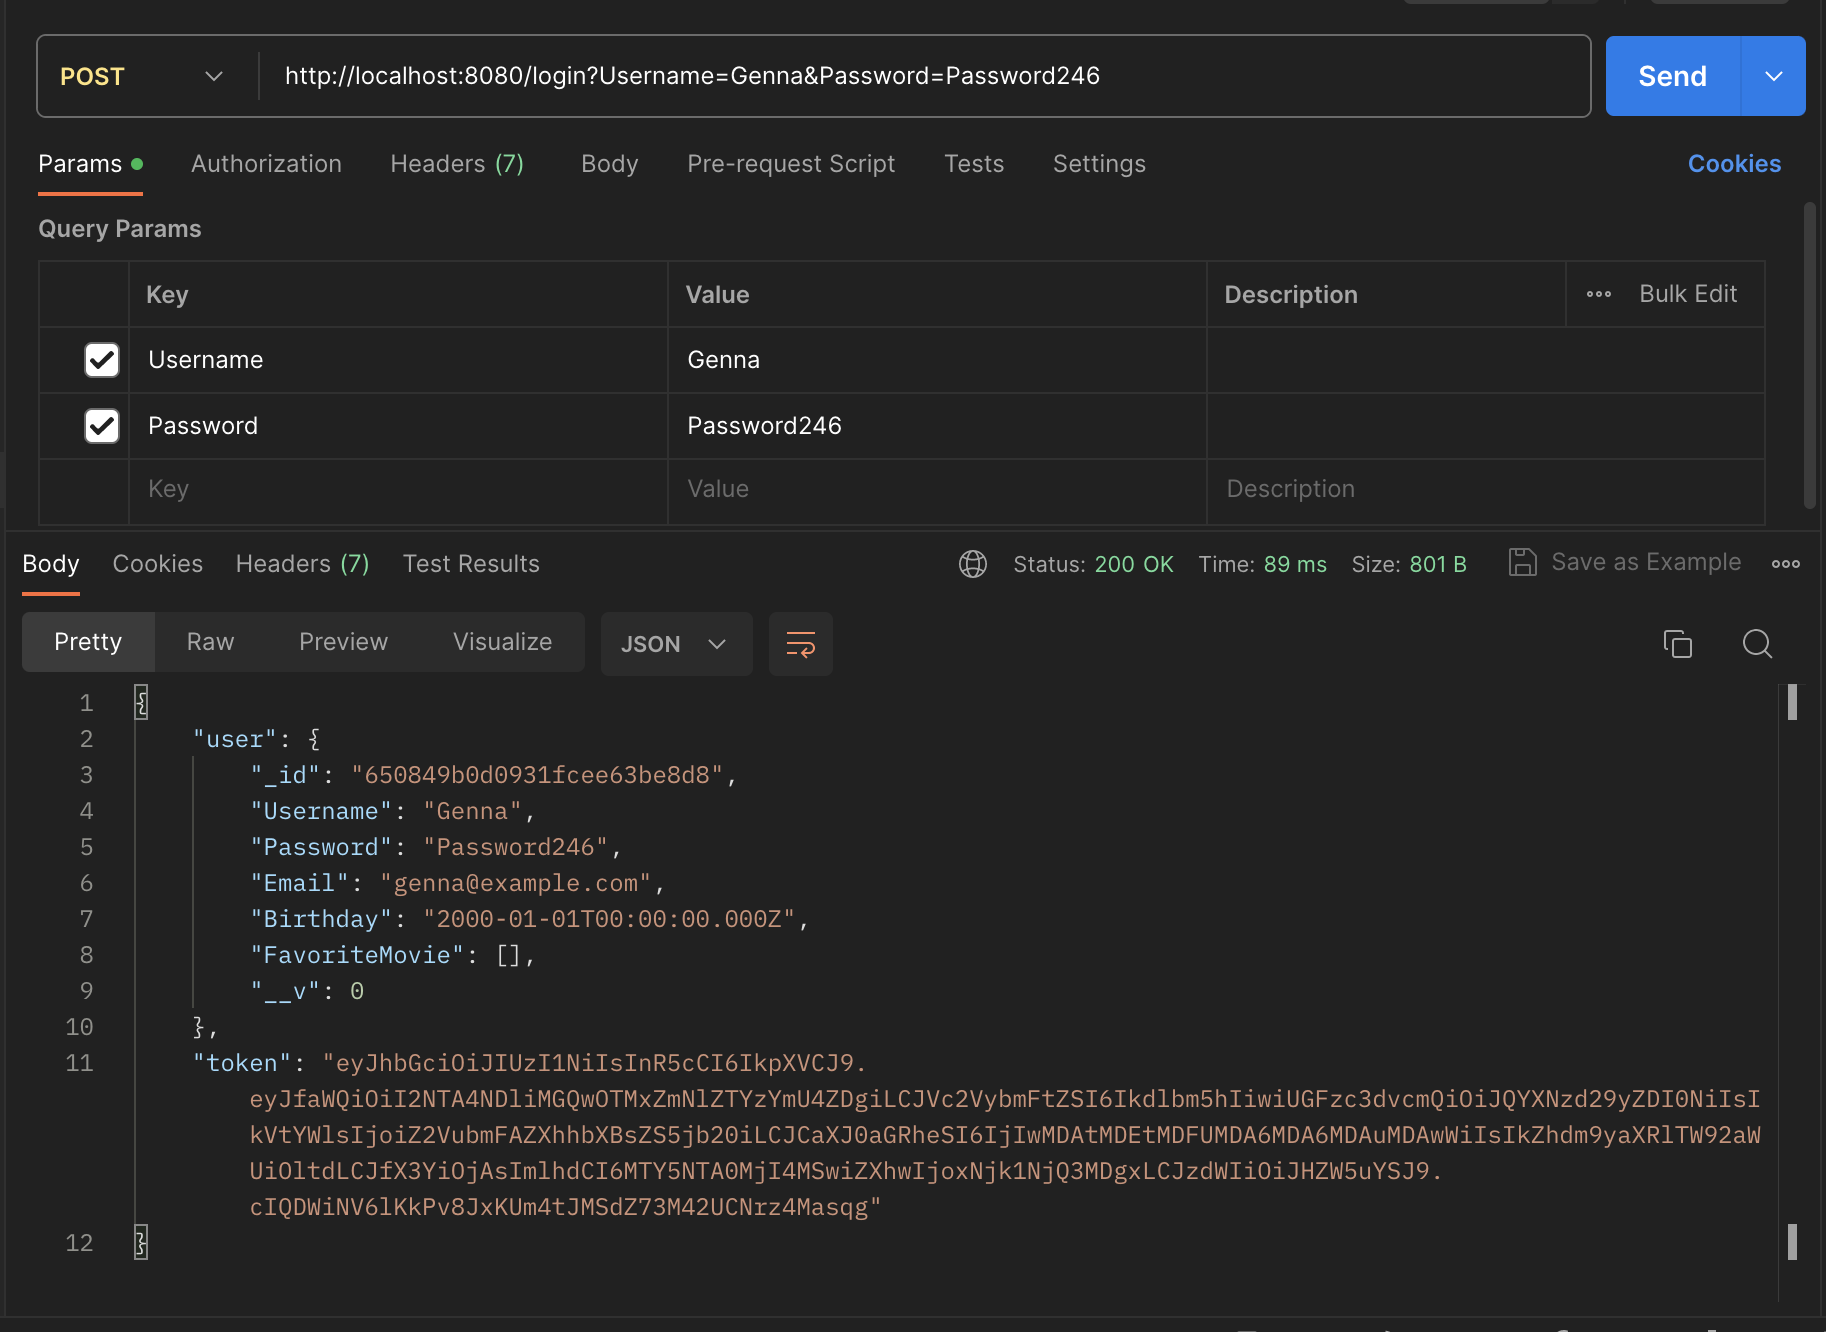 POST
http://localhost:8080/login?Username=Genna&Password=Password246
Send
Params
Authorization
Headers (7)
Body
Pre-request Script
Tests
Settings
Cookies
Query Params
Key Value Description Bulk Edit
Username Genna
Password Password246
Key Value Description
Body Cookies Headers (7) Test Results
Status: 200 OK Time: 89 ms Size: 801 B
Save as Example
Pretty Raw Preview Visualize JSON
1 {
2 "user": {
3 "_id": "650849b0d0931fcee63be8d8",
4 "Username": "Genna",
5 "Password": "Password246",
6 "Email": "genna@example.com",
7 "Birthday": "2000-01-01T00:00:00.000Z",
8 "FavoriteMovie": [],
9 "__v": 0
10 },
11 "token": "eyJhbGciOiJIUzI1NiIsInR5cCI6IkpXVCJ9.
eyJfaWQiOiI2NTA4NDliMGQwOTMxZmNlZTYzYmU4ZDgiLCJVc2VybmFtZSI6Ikdlbm5hIiwiUGFzc3dvcmQiOiJQYXNzd29yZDI0NiIsI
kVtYWlsIjoiZ2VubmFAZXhhbXBsZS5jb20iLCJCaXJ0aGRheSI6IjIwMDAtMDEtMDFUMDA6MDA6MDAuMDAwWiIsIkZhdm9yaXRlTW92aW
UiOltdLCJfX3YiOjAsImlhdCI6MTY5NTA0MjI4MSwiZXhwIjoxNjk1NjQ3MDgxLCJzdWIiOiJHZW5uYSJ9.
cIQDWiNV6lKkPv8JxKUm4tJMSdZ73M42UCNrz4Masqg"
12 }